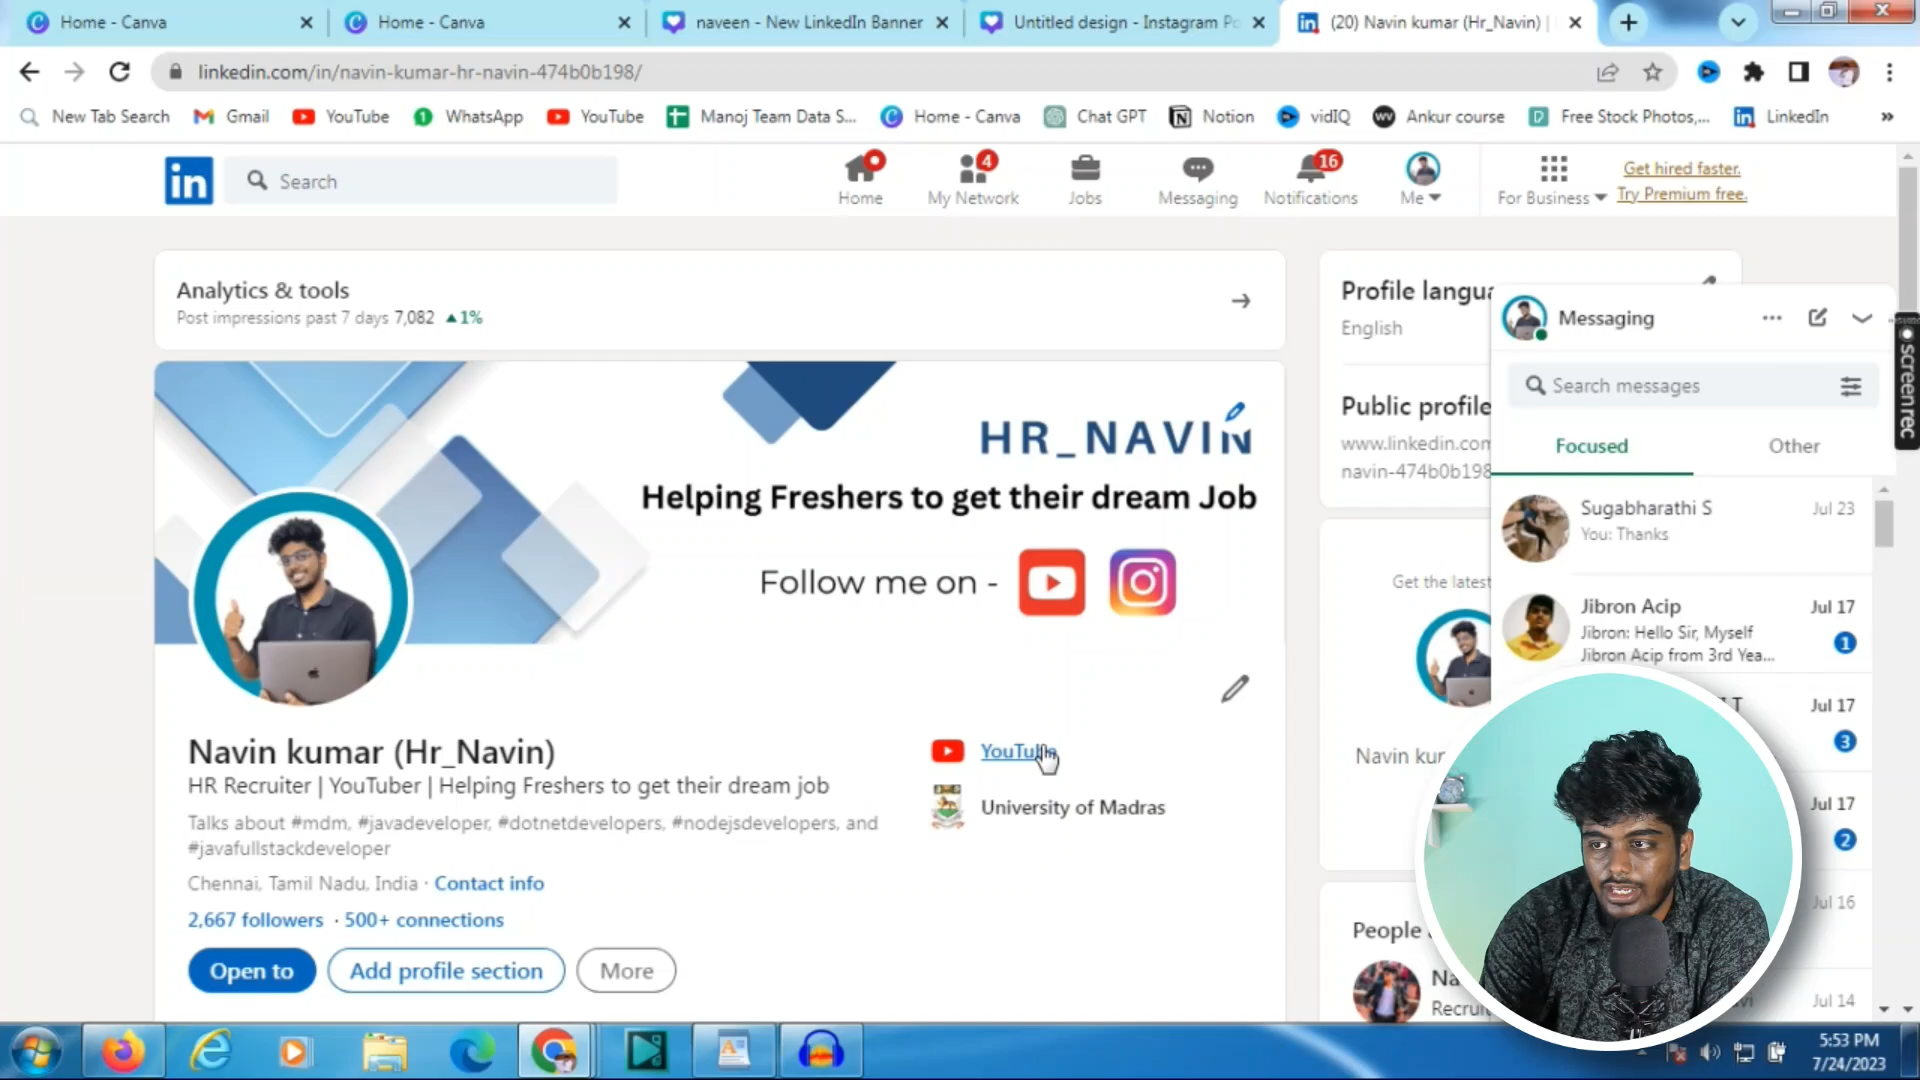 Home - Canva
Home - Canva
naveen - New LinkedIn Banner
Untitled design - Instagram Po
(20) Navin kumar (Hr_Navin) |
linkedin.com/in/navin-kumar-hr-navin-474b0b198/
New Tab Search
Gmail
YouTube
WhatsApp
YouTube
Manoj Team Data S...
Home - Canva
Chat GPT
Notion
vidIQ
Ankur course
Free Stock Photos,...
LinkedIn
»
in
Search
Home
4
My Network
Jobs
Messaging
16
Notifications
Me
For Business
Get hired faster.
Try Premium free.
Analytics & tools
Post impressions past 7 days 7,082 ▲1%
HR_NAVIN
Helping Freshers to get their dream Job
Follow me on -
Navin kumar (Hr_Navin)
HR Recruiter | YouTuber | Helping Freshers to get their dream job
Talks about #mdm, #javadeveloper, #dotnetdevelopers, #nodejsdevelopers, and
#javafullstackdeveloper
Chennai, Tamil Nadu, India · Contact info
2,667 followers · 500+ connections
Open to
Add profile section
More
YouTube
University of Madras
Profile langua
English
Public profile
www.linkedin.com
navin-474b0b198
Get the latest
Navin kur
People
Na
Recruit
Messaging
Search messages
Focused
Other
Sugabharathi S
Jul 23
You: Thanks
Jibron Acip
Jul 17
Jibron: Hello Sir, Myself
Jibron Acip from 3rd Yea...
1
Jul 17
3
Jul 17
2
Jul 16
Jul 14
screenrec
5:53 PM
7/24/2023